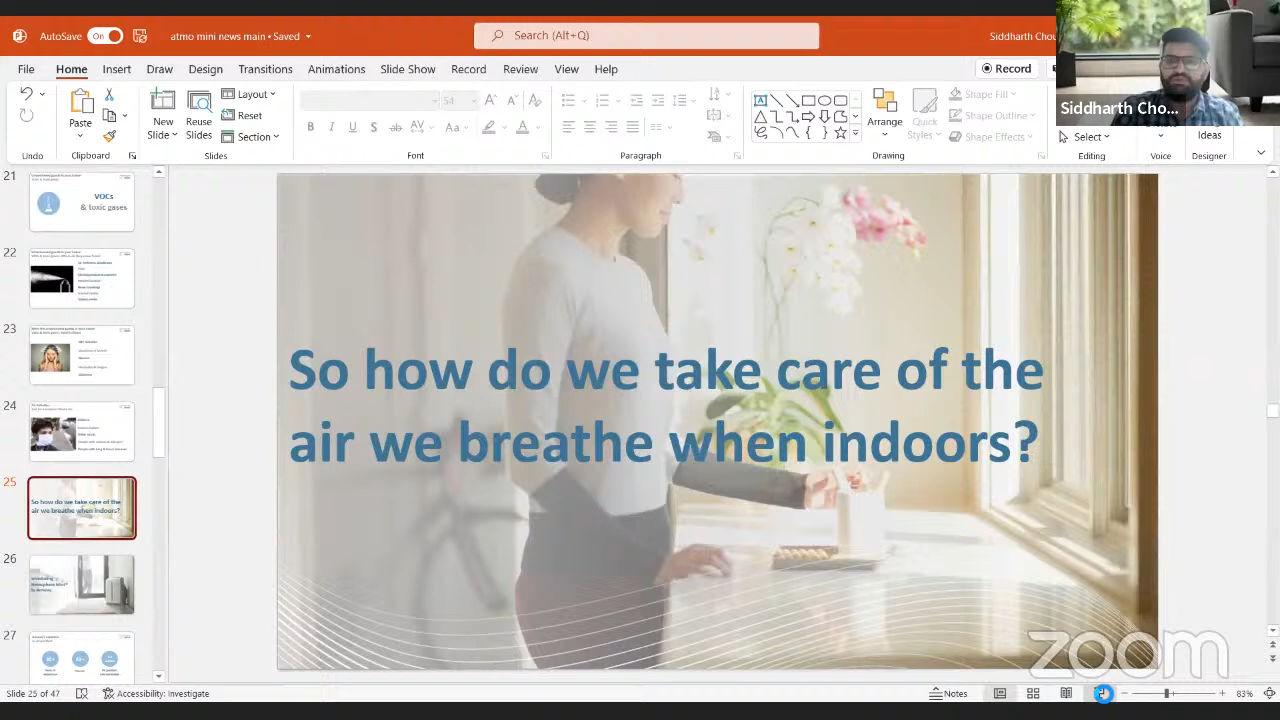 AutoSave On atmo mini news main • Saved Search (Alt+Q) Siddharth Chou
File Home Insert Draw Design Transitions Animations Slide Show Record Review View Help Record
Siddharth Cho...
Undo
Paste
Clipboard
New Slide
Reuse Slides
Layout
Reset
Section
Slides
Font
Paragraph
Arrange
Quick Styles
Shape Fill
Shape Outline
Shape Effects
Drawing
Select
Editing
Voice
Ideas
Designer
21
VOCs
& toxic gases
22
23
24
25
So how do we take care of the
air we breathe when indoors?
26
27
So how do we take care of the
air we breathe when indoors?
zoom
Slide 25 of 47 Accessibility: Investigate Notes 83%